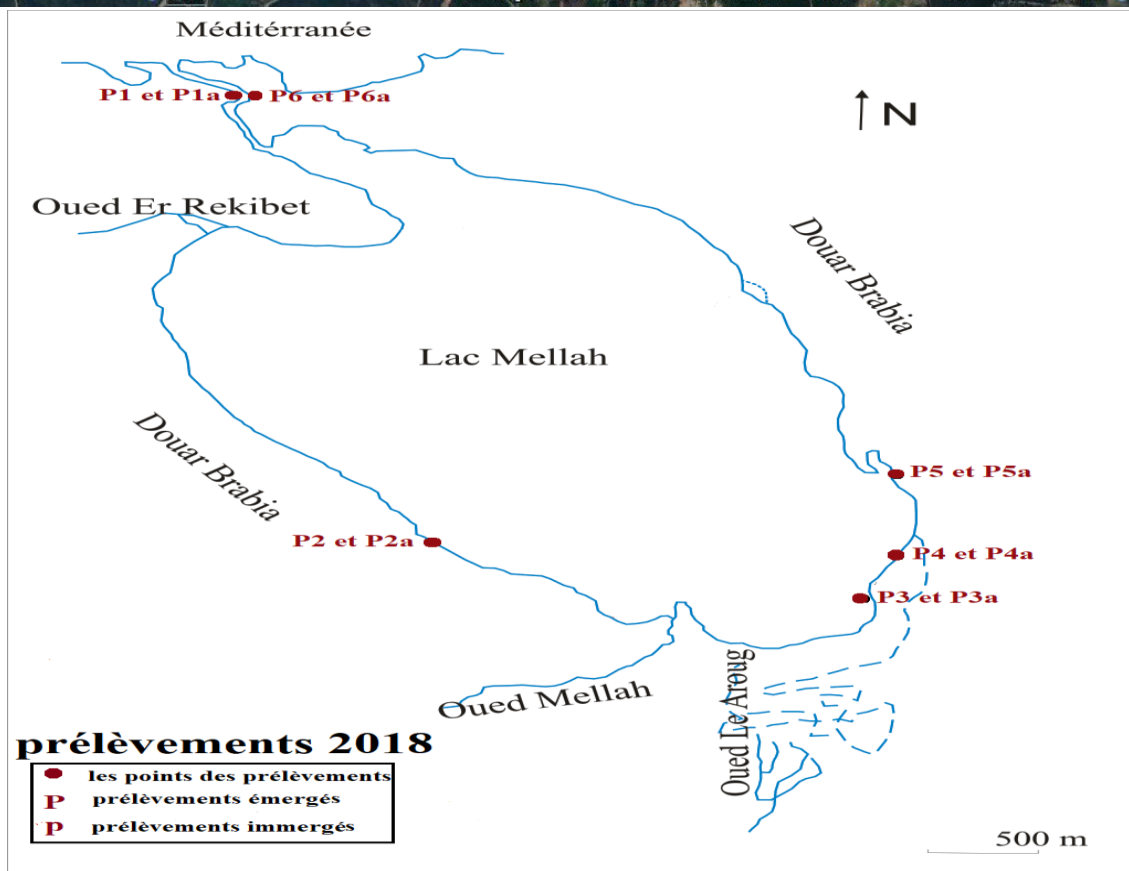 Méditérranée
P1 et P1a
P6 et P6a
N
Oued Er Rekibet
Douar Brabia
Lac Mellah
Douar Brabia
P5 et P5a
P2 et P2a
P4 et P4a
P3 et P3a
Oued Mellah
Oued Le Aroug
prélèvements 2018
les points des prélèvements
P prélèvements émergés
p prélèvements immergés
500 m